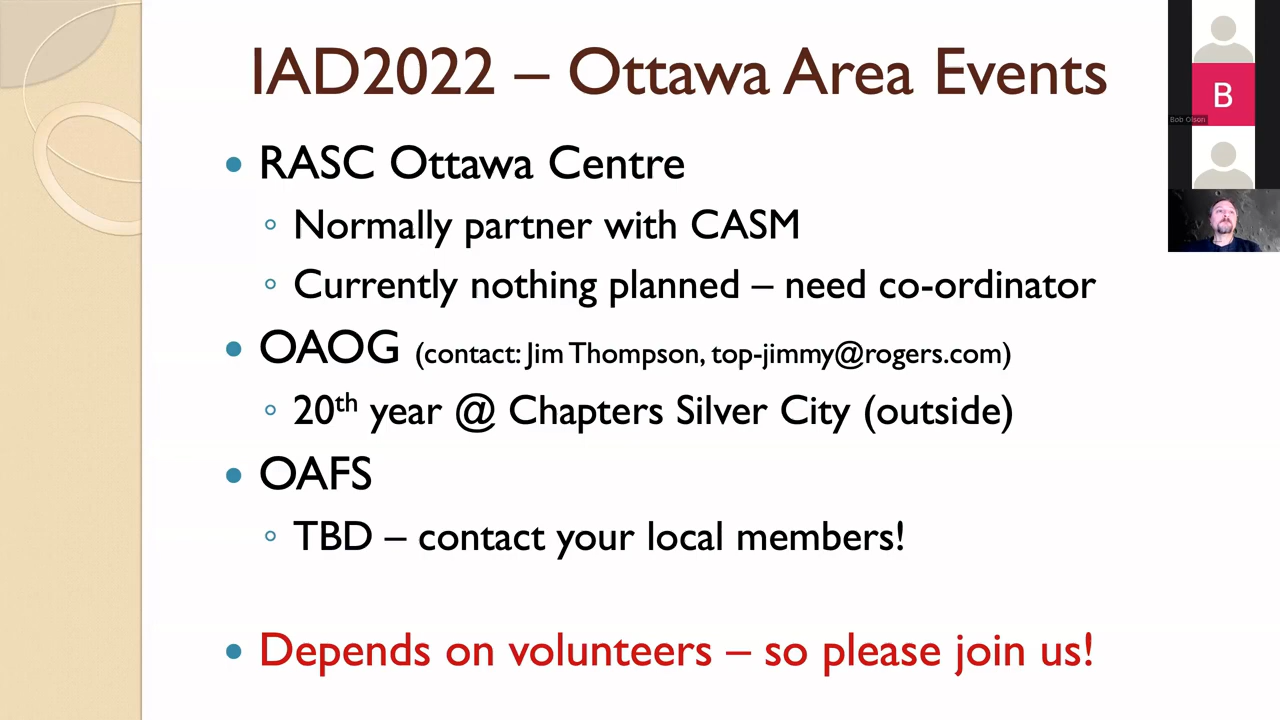 IAD2022 – Ottawa Area Events
B
Bob Olson
• RASC Ottawa Centre
◦ Normally partner with CASM
◦ Currently nothing planned – need co-ordinator
• OAOG (contact: Jim Thompson, top-jimmy@rogers.com)
◦ 20th year @ Chapters Silver City (outside)
• OAFS
◦ TBD – contact your local members!
• Depends on volunteers – so please join us!